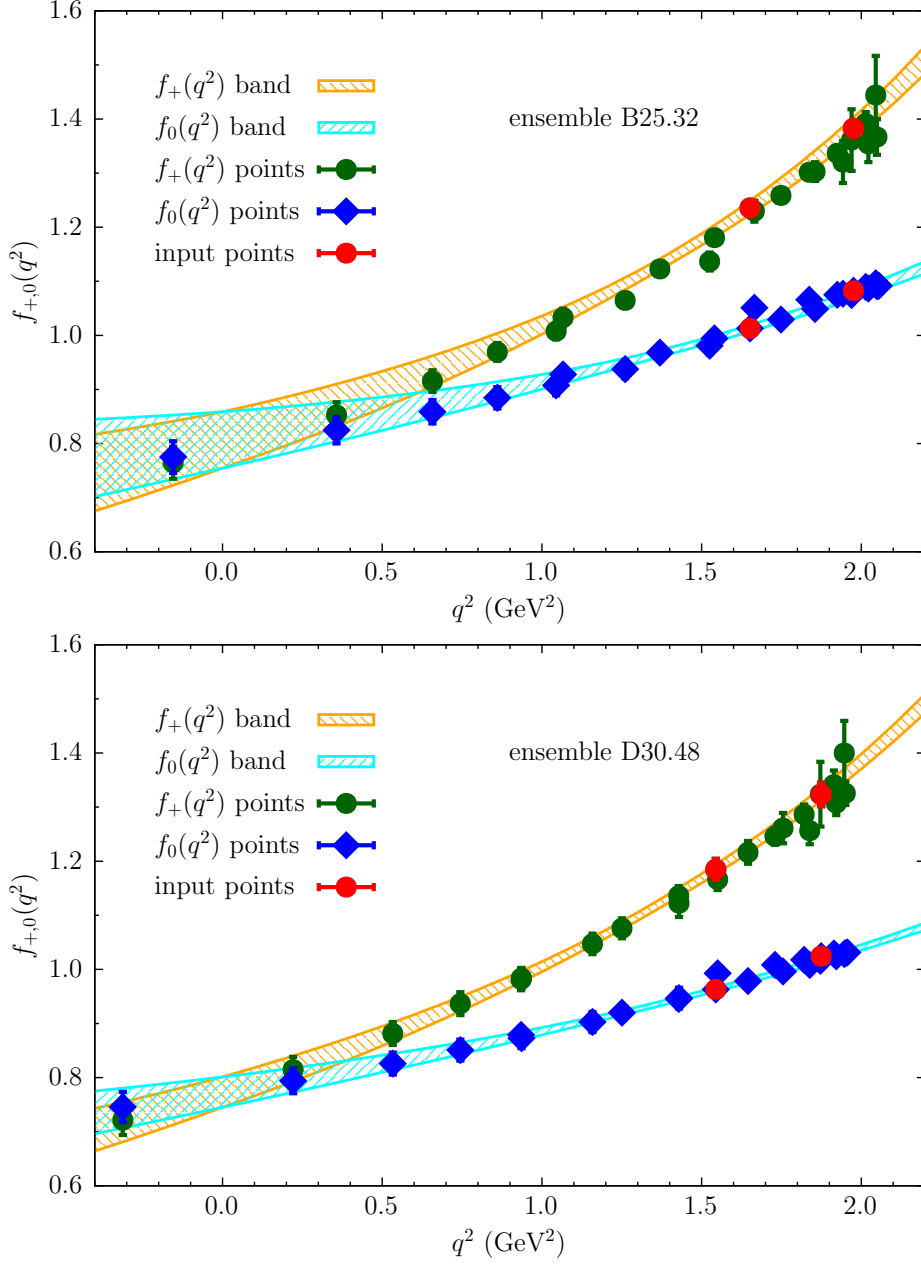 1.6
1.4
1.2
1.0
0.8
0.6
f₊,₀(q²)
f₊(q²) band
f₀(q²) band
f₊(q²) points
f₀(q²) points
input points
ensemble B25.32
0.0 0.5 1.0 1.5 2.0
q² (GeV²)
1.6
1.4
1.2
1.0
0.8
0.6
f₊,₀(q²)
f₊(q²) band
f₀(q²) band
f₊(q²) points
f₀(q²) points
input points
ensemble D30.48
0.0 0.5 1.0 1.5 2.0
q² (GeV²)